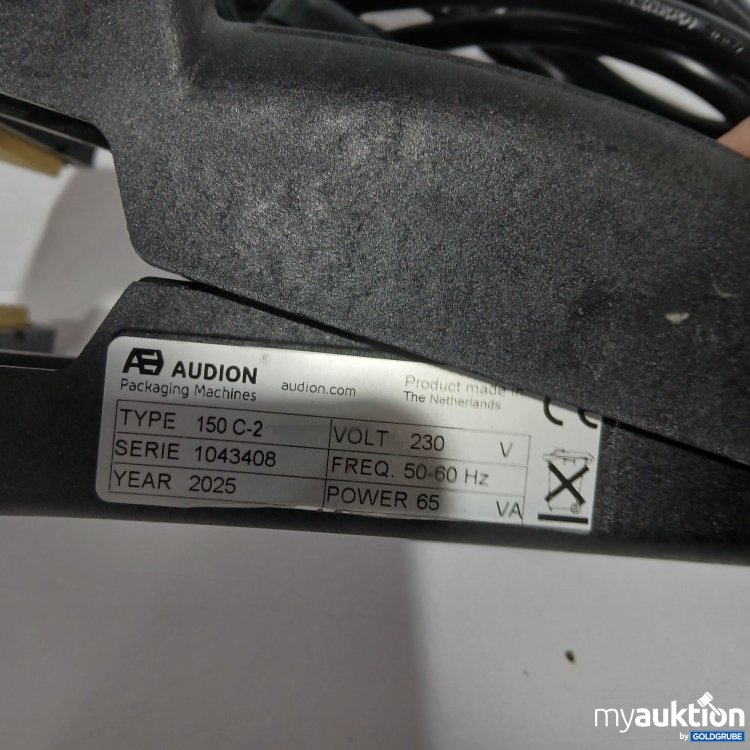 AUDION ®
Packaging Machines
audion.com
Product made in
The Netherlands
CE
TYPE 150 C-2
SERIE 1043408
YEAR 2025
VOLT 230 V
FREQ. 50-60 Hz
POWER 65 VA
myauktion
by GOLDGRUBE